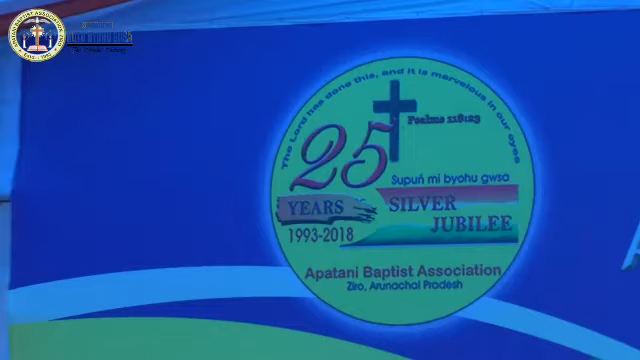 The Lord has done this, and it is marvelous in our eyes
Psalms 118:23
25
YEARS
1993-2018
Supuñ mi byohu gwsa
SILVER
JUBILEE
Apatani Baptist Association
Ziro, Arunachal Pradesh